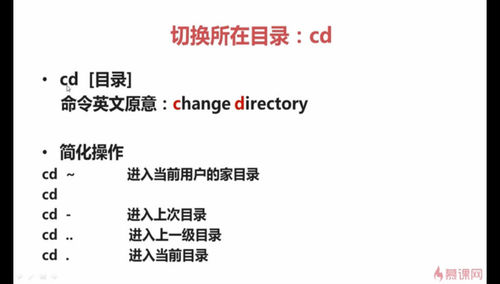 切换所在目录：cd
• cd [目录]
命令英文原意：change directory
• 简化操作
cd ~ 进入当前用户的家目录
cd
cd - 进入上次目录
cd .. 进入上一级目录
cd . 进入当前目录
慕课网